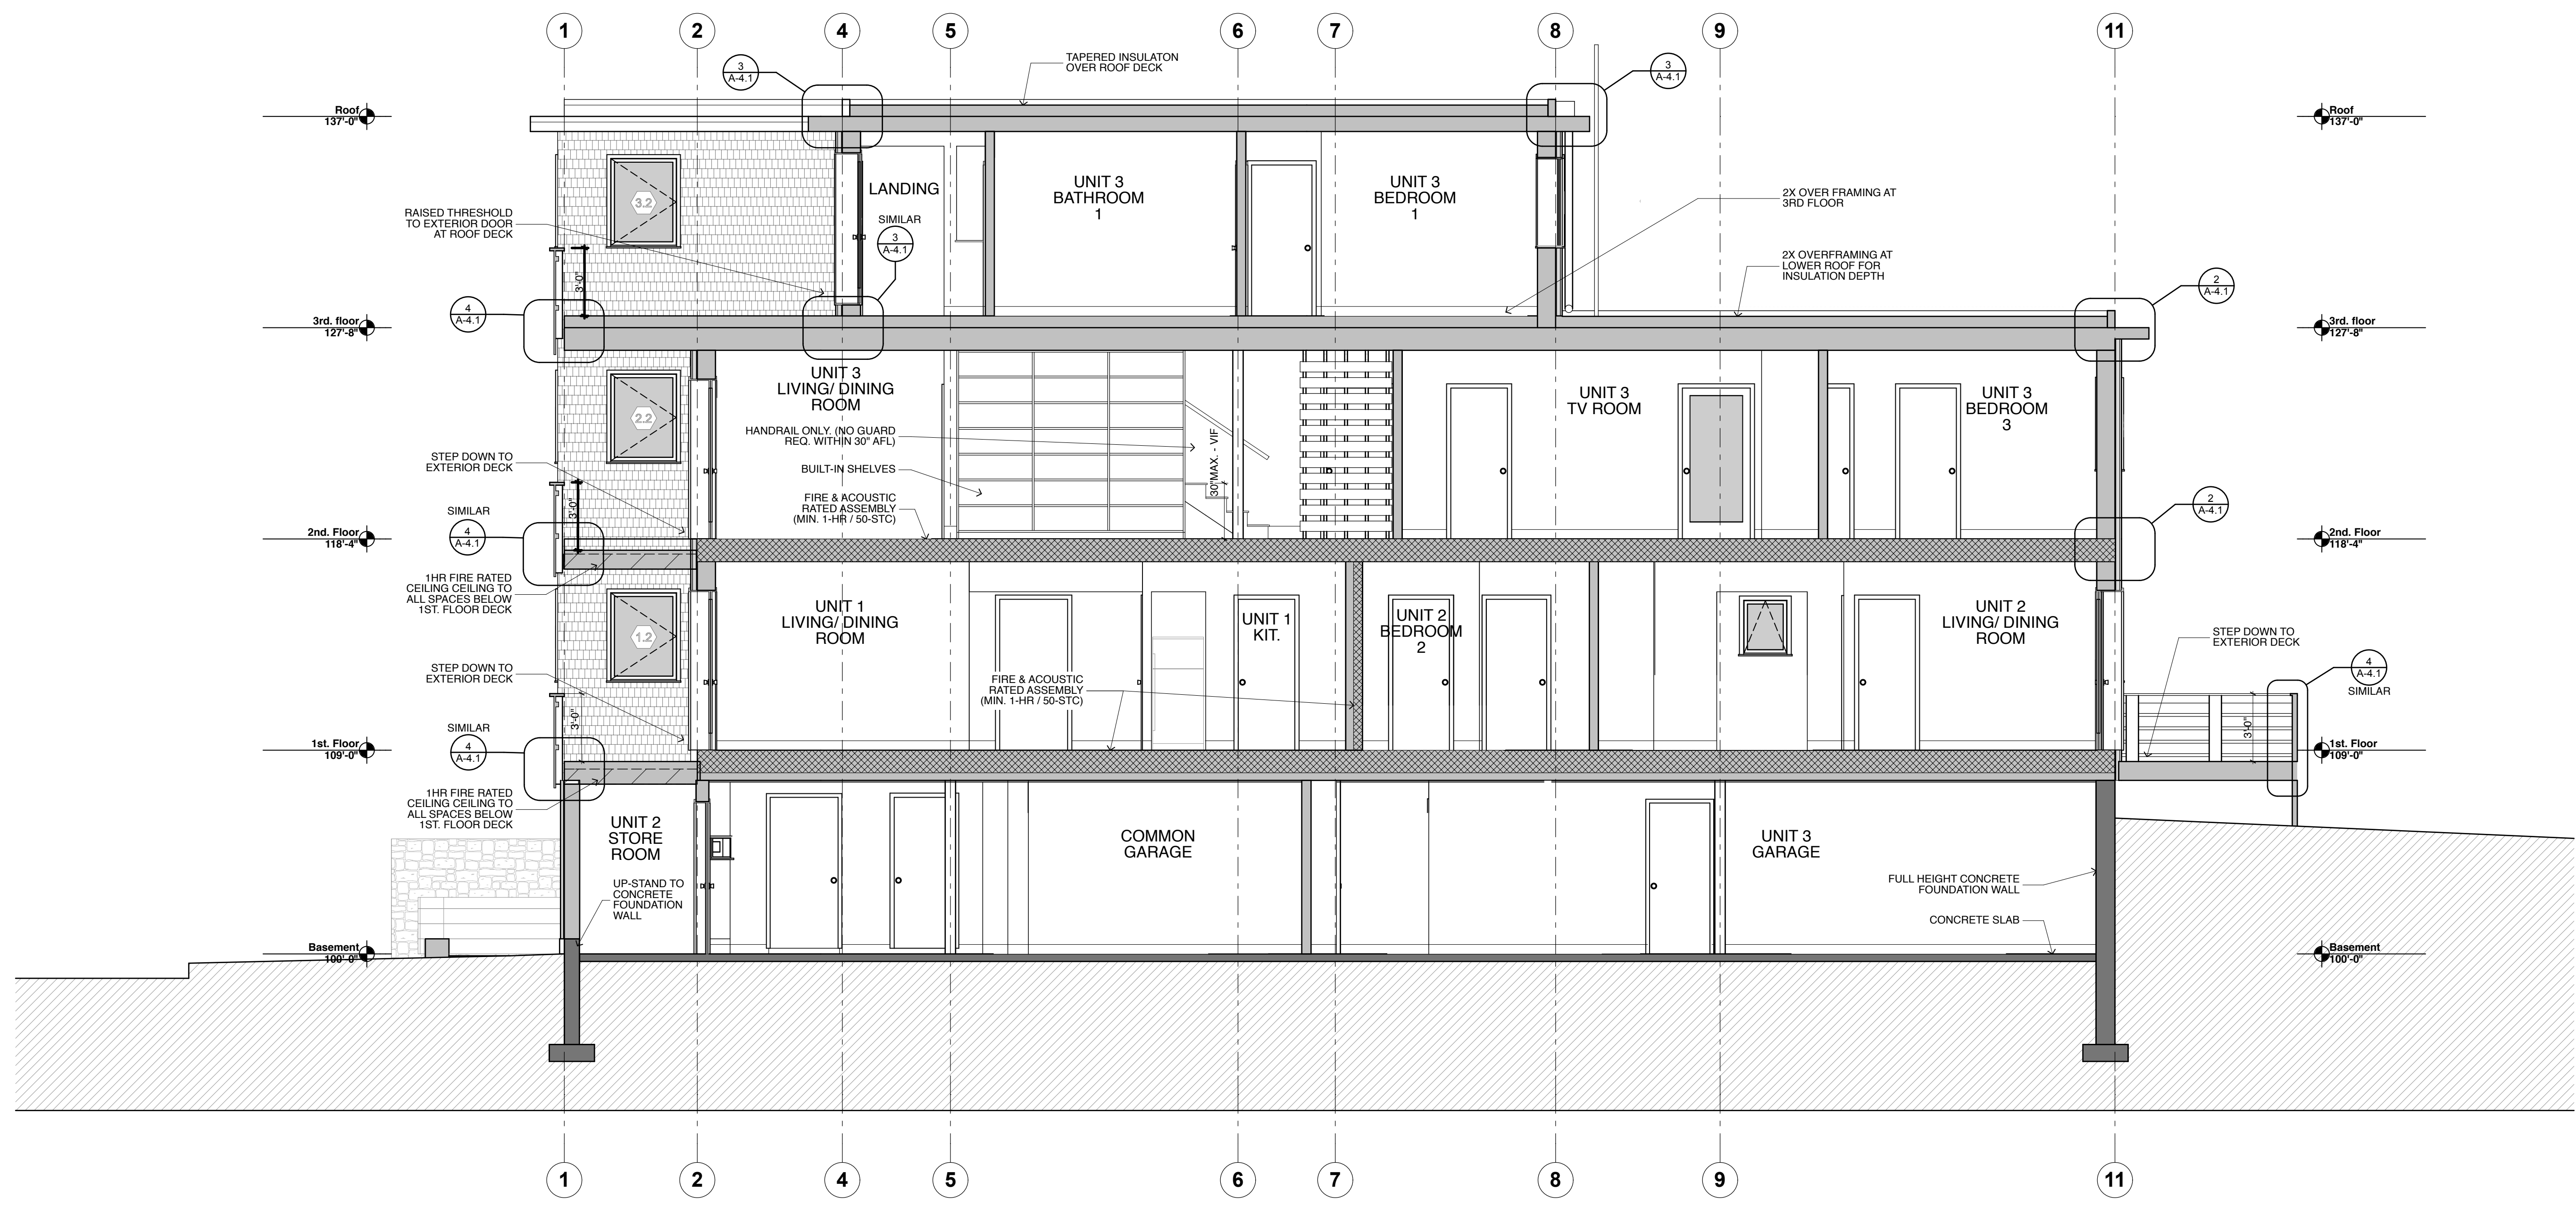 1 2 4 5 6 7 8 9 11
3
A-4.1
TAPERED INSULATON
OVER ROOF DECK
3
A-4.1
Roof
137'-0"
Roof
137'-0"
3.2
LANDING
UNIT 3
BATHROOM
1
UNIT 3
BEDROOM
1
2X OVER FRAMING AT
3RD FLOOR
RAISED THRESHOLD
TO EXTERIOR DOOR
AT ROOF DECK
SIMILAR
3
A-4.1
2X OVERFRAMING AT
LOWER ROOF FOR
INSULATION DEPTH
3'-0"
2
A-4.1
4
A-4.1
3rd. floor
127'-8"
3rd. floor
127'-8"
2.2
UNIT 3
LIVING/ DINING
ROOM
UNIT 3
TV ROOM
UNIT 3
BEDROOM
3
HANDRAIL ONLY. (NO GUARD
REQ. WITHIN 30" AFL)
30"MAX. - VIF
STEP DOWN TO
EXTERIOR DECK
BUILT-IN SHELVES
FIRE & ACOUSTIC
RATED ASSEMBLY
(MIN. 1-HR / 50-STC)
3'-0"
SIMILAR
4
A-4.1
2
A-4.1
2nd. Floor
118'-4"
2nd. Floor
118'-4"
1HR FIRE RATED
CEILING CEILING TO
ALL SPACES BELOW
1ST. FLOOR DECK
1.2
UNIT 1
LIVING/ DINING
ROOM
UNIT 1
KIT.
UNIT 2
BEDROOM
2
UNIT 2
LIVING/ DINING
ROOM
STEP DOWN TO
EXTERIOR DECK
4
A-4.1
SIMILAR
STEP DOWN TO
EXTERIOR DECK
FIRE & ACOUSTIC
RATED ASSEMBLY
(MIN. 1-HR / 50-STC)
3'-0"
3'-0"
SIMILAR
4
A-4.1
1st. Floor
109'-0"
1st. Floor
109'-0"
1HR FIRE RATED
CEILING CEILING TO
ALL SPACES BELOW
1ST. FLOOR DECK
UNIT 2
STORE
ROOM
COMMON
GARAGE
UNIT 3
GARAGE
UP-STAND TO
CONCRETE
FOUNDATION
WALL
FULL HEIGHT CONCRETE
FOUNDATION WALL
CONCRETE SLAB
Basement
100'-0"
Basement
100'-0"
1 2 4 5 6 7 8 9 11